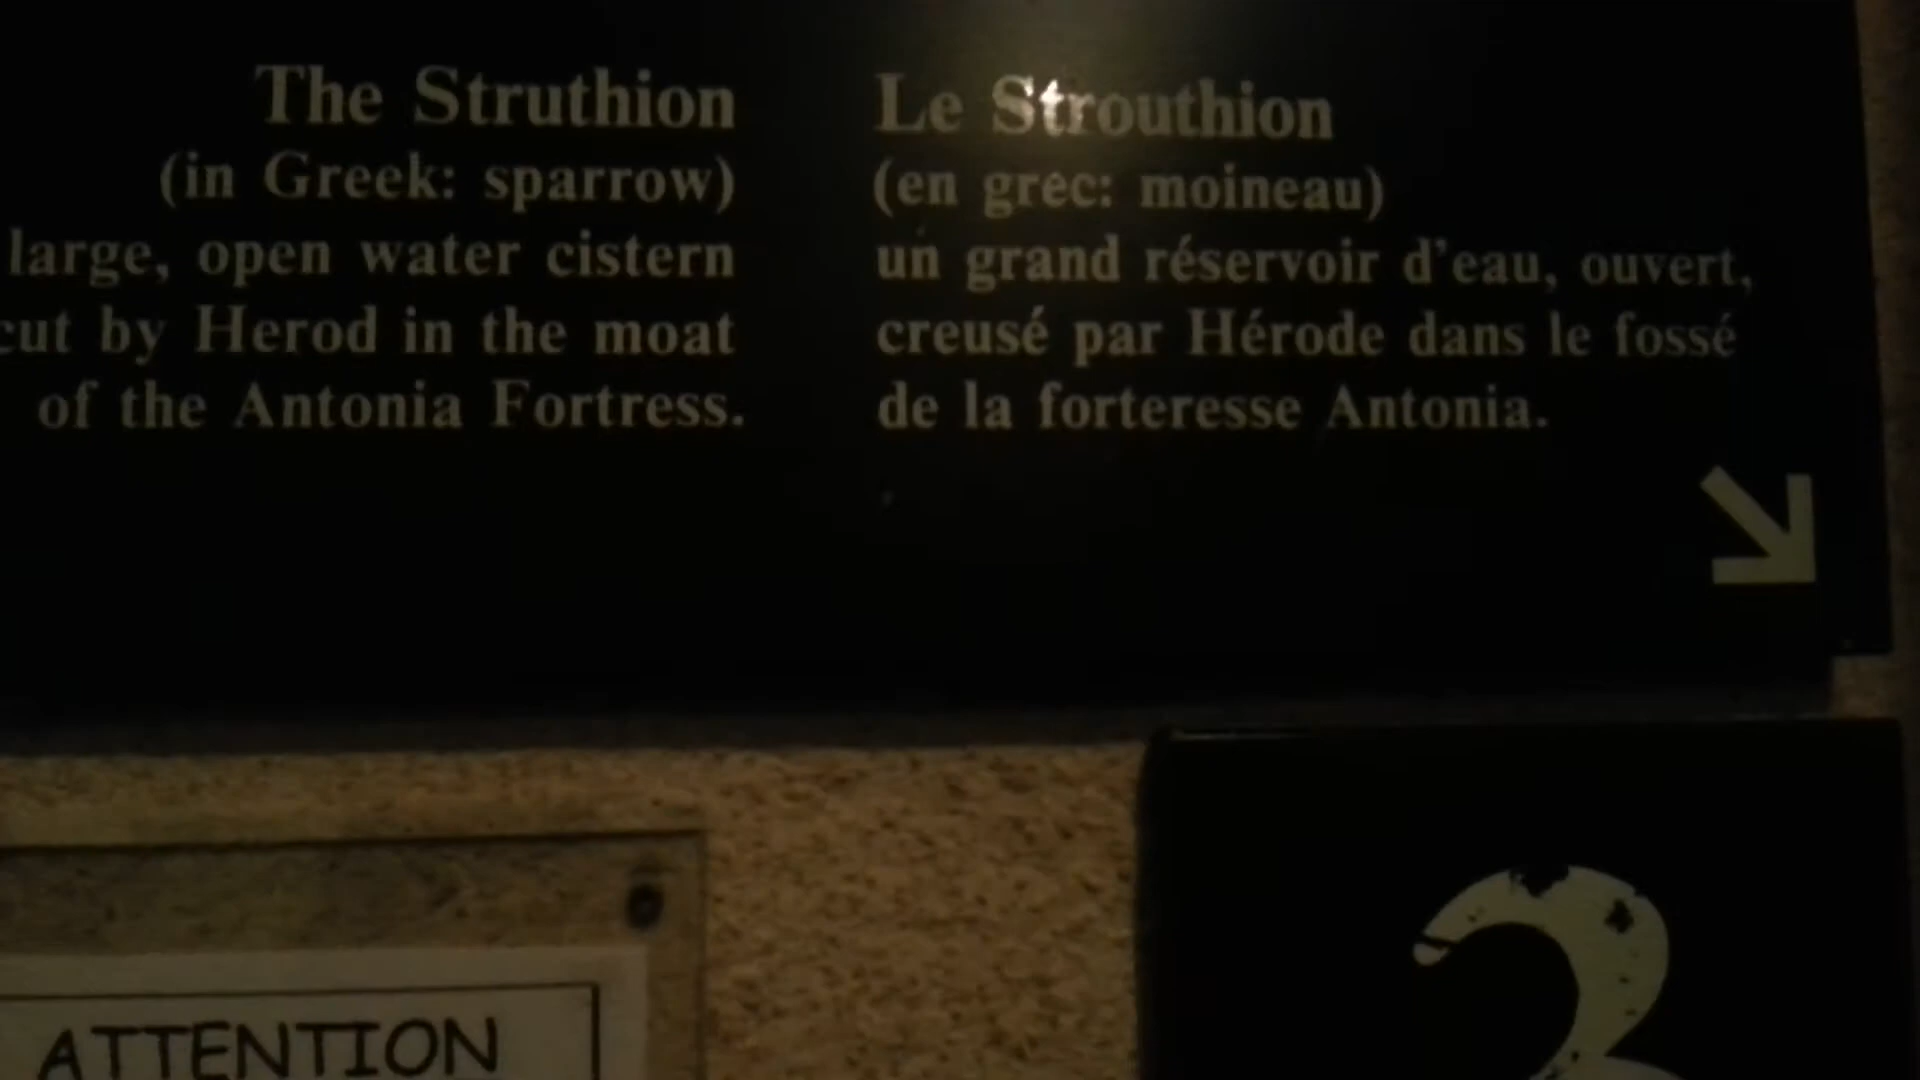 The Struthion
(in Greek: sparrow)
large, open water cistern
cut by Herod in the moat
of the Antonia Fortress.
Le Strouthion
(en grec: moineau)
un grand réservoir d'eau, ouvert,
creusé par Hérode dans le fossé
de la forteresse Antonia.
ATTENTION